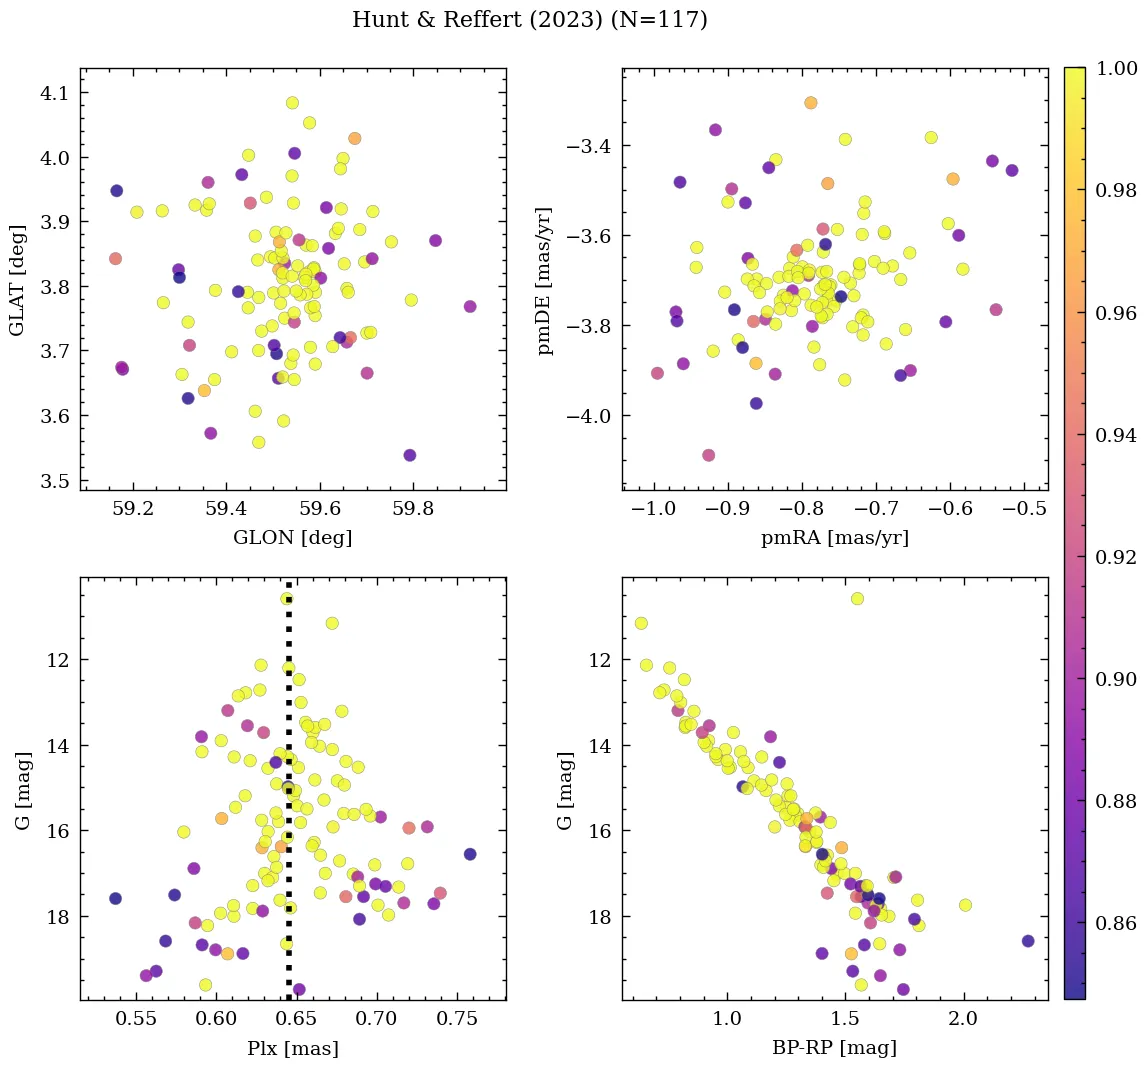 Hunt & Reffert (2023) (N=117)
4.1
4.0
3.9
3.8
3.7
3.6
3.5
GLAT [deg]
59.2 59.4 59.6 59.8
GLON [deg]
−3.4
−3.6
−3.8
−4.0
pmDE [mas/yr]
−1.0 −0.9 −0.8 −0.7 −0.6 −0.5
pmRA [mas/yr]
12
14
16
18
G [mag]
0.55 0.60 0.65 0.70 0.75
Plx [mas]
12
14
16
18
G [mag]
1.0 1.5 2.0
BP-RP [mag]
1.00
0.98
0.96
0.94
0.92
0.90
0.88
0.86